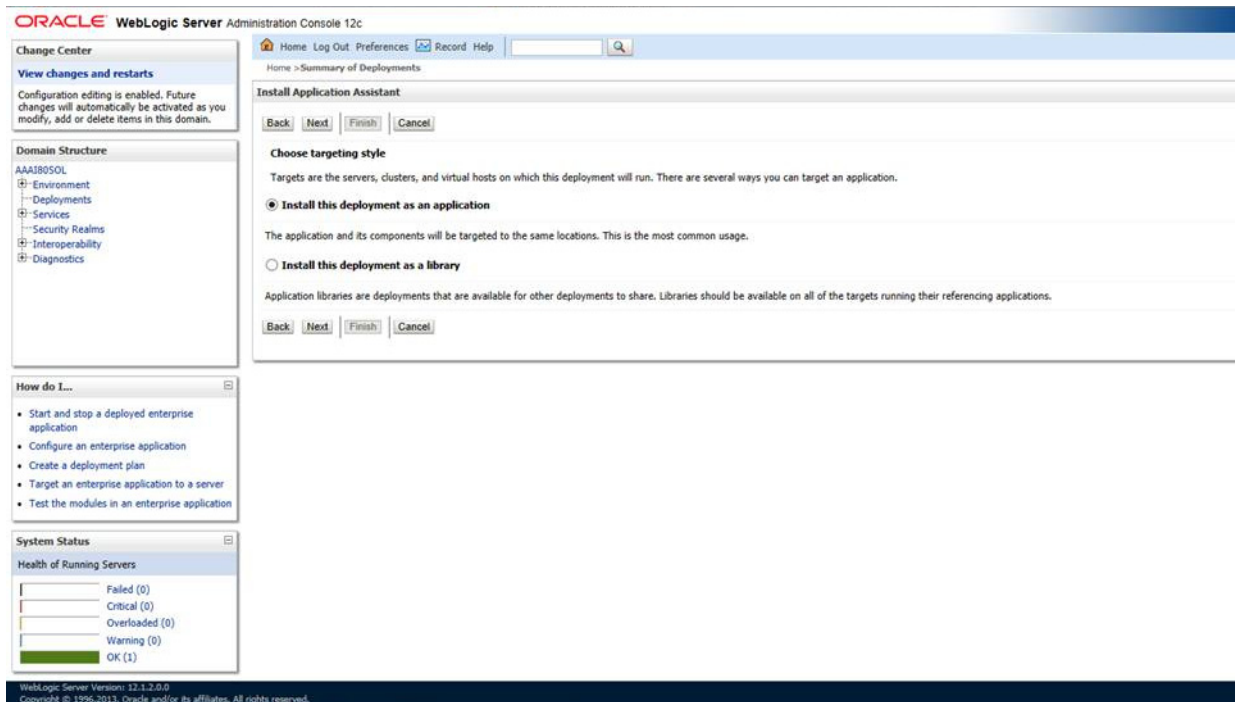 ORACLE WebLogic Server Administration Console 12c
Change Center
View changes and restarts
Configuration editing is enabled. Future
changes will automatically be activated as you
modify, add or delete items in this domain.
Domain Structure
AAAI80SOL
Environment
Deployments
Services
Security Realms
Interoperability
Diagnostics
How do I...
Start and stop a deployed enterprise
application
Configure an enterprise application
Create a deployment plan
Target an enterprise application to a server
Test the modules in an enterprise application
System Status
Health of Running Servers
Failed (0)
Critical (0)
Overloaded (0)
Warning (0)
OK (1)
Home Log Out Preferences Record Help
Home >Summary of Deployments
Install Application Assistant
Back Next Finish Cancel
Choose targeting style
Targets are the servers, clusters, and virtual hosts on which this deployment will run. There are several ways you can target an application.
Install this deployment as an application
The application and its components will be targeted to the same locations. This is the most common usage.
Install this deployment as a library
Application libraries are deployments that are available for other deployments to share. Libraries should be available on all of the targets running their referencing applications.
Back Next Finish Cancel
WebLogic Server Version: 12.1.2.0.0
Copyright © 1996,2013, Oracle and/or its affiliates. All rights reserved.